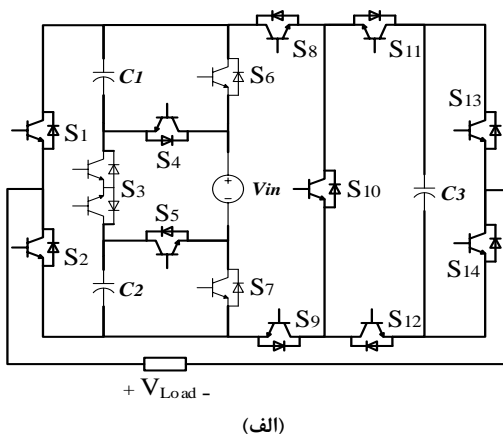 S8
S11
C1
S6
S13
S1
S4
S3
Vin
S10
C3
S5
S2
S14
C2
S7
S9
S12
+ VLoad -
(الف)